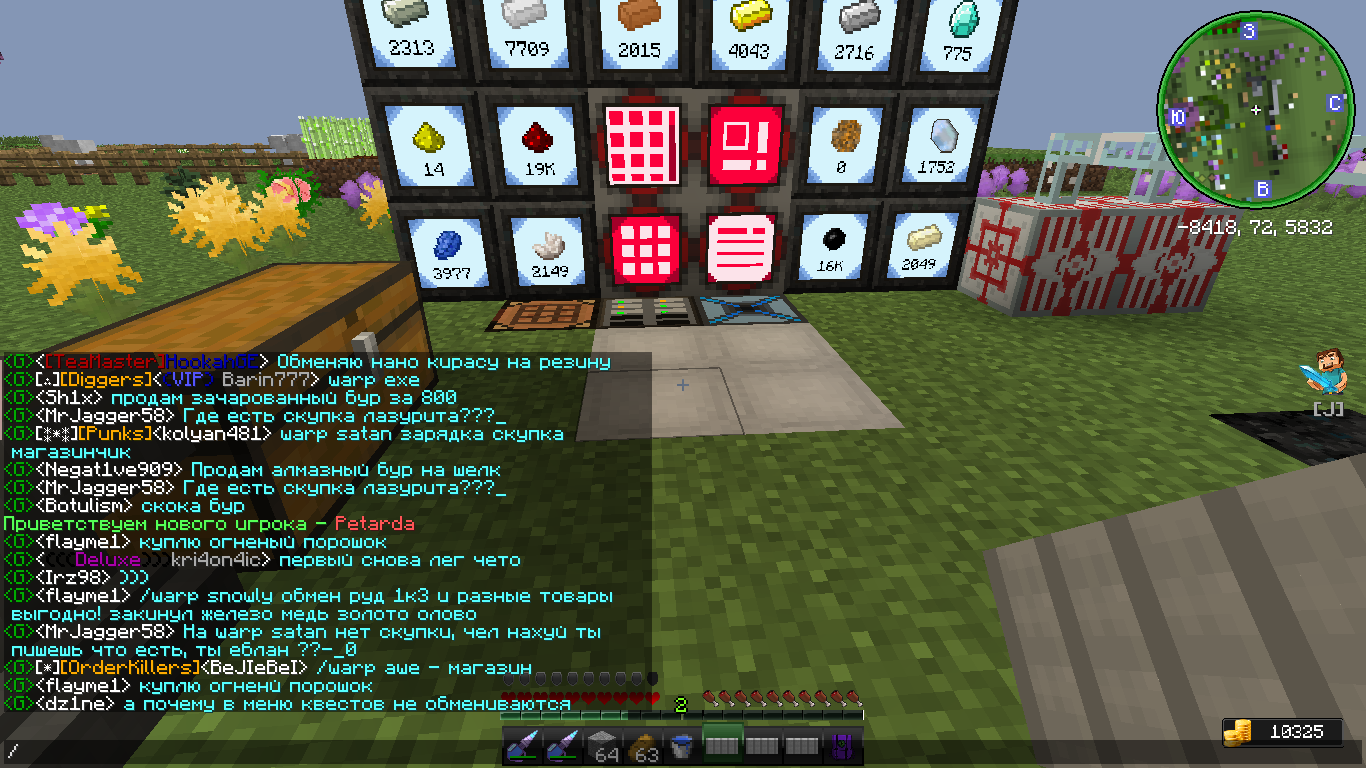 2313 7709 2015 4043 2716 775
14 19K 0 1752
3977 2149 16K 2049
З
Ю С
В
-8418, 72, 5832
[J]
<G><[TeaMaster]HookahGE> Обменяю нано кирасу на резину
<G>[∴][Diggers]<(VIP) Barin777> warp exe
<G><Sh1x> продам зачарованный бур за 800
<G><MrJagger58> Где есть скупка лазурита???_
<G>[⁑*⁑][Punks]<kolyan481> warp satan зарядка скупка
магазинчик
<G><Negat1ve909> Продам алмазный бур на шелк
<G><MrJagger58> Где есть скупка лазурита???_
<G><Botulism> скока бур
Приветствуем нового игрока - Petarda
<G><flayme1> куплю огненый порошок
<G><(((Deluxe))) kri4on4ic> первый снова лег чето
<G><Irz98> )))
<G><flayme1> /warp snowly обмен руд 1к3 и разные товары
выгодно! закинул железо медь золото олово
<G><MrJagger58> На warp satan нет скупки, чел нахуй ты
пишешь что есть, ты еблан ??-_0
<G>[*][OrderKillers]<BeJIeBeI> /warp аше - магазин
<G><flayme1> куплю огнений порошок
<G><dz1ne> а почему в меню квестов не обмениваются
2
64 63
10325
/